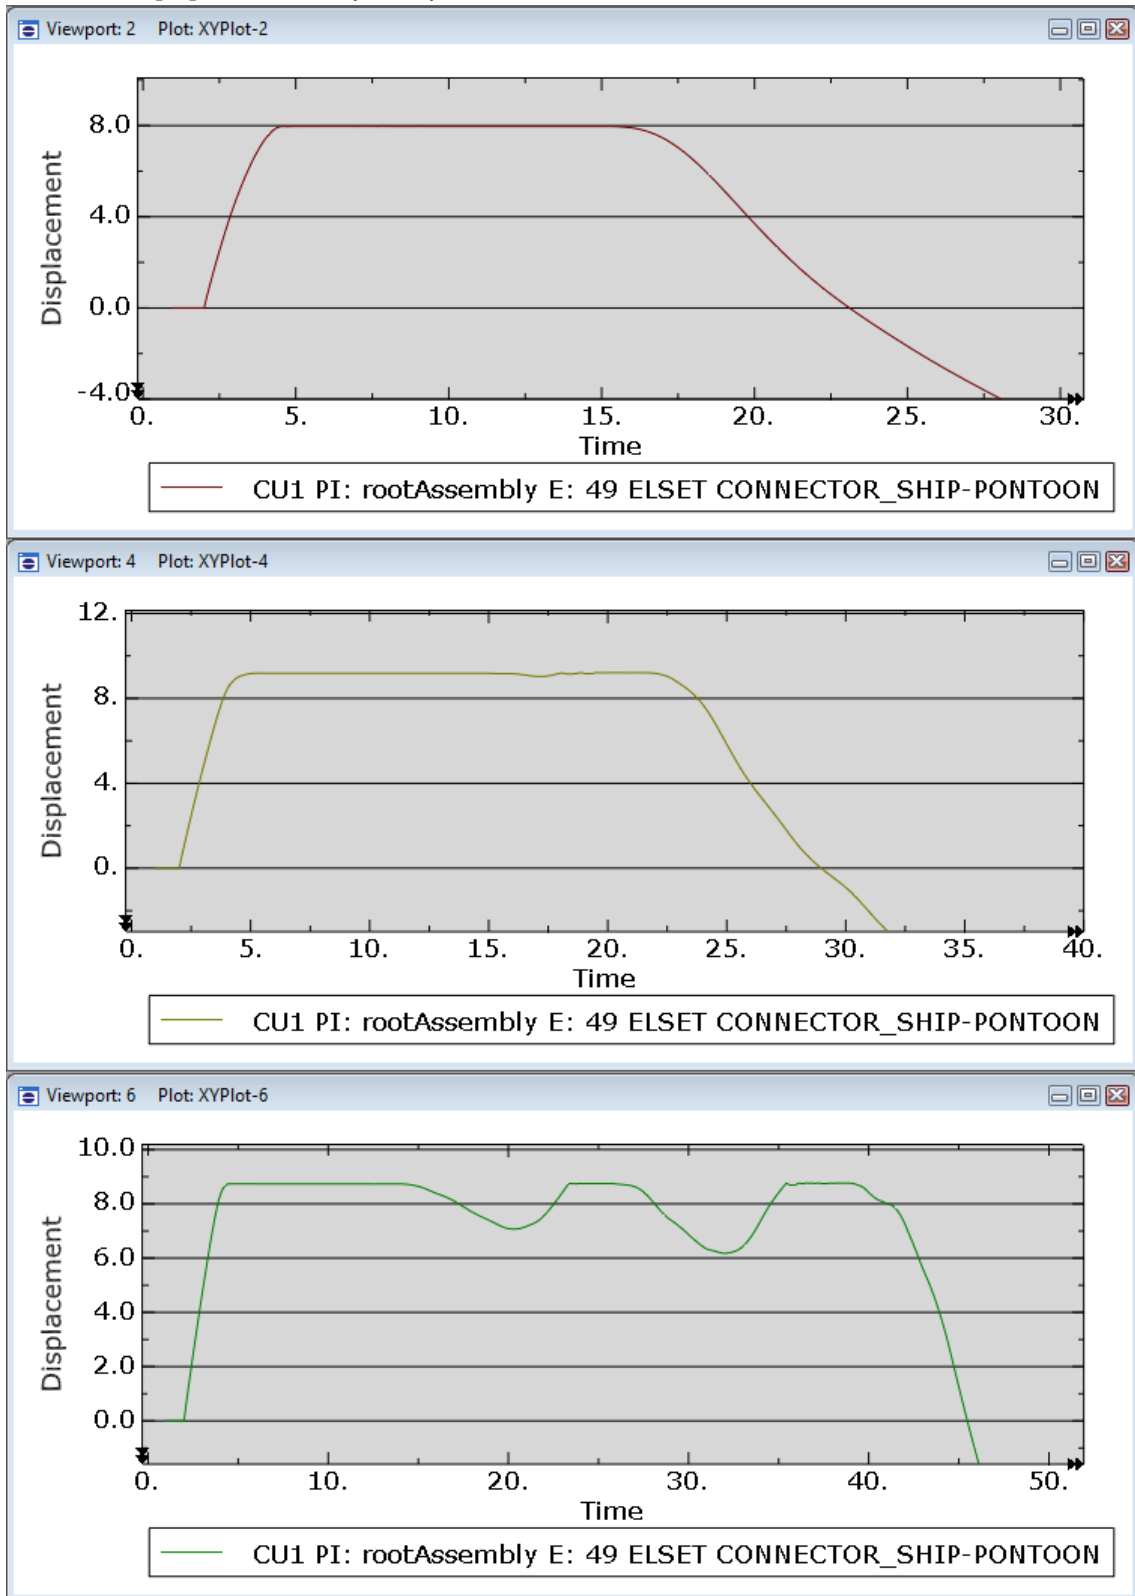 Viewport: 2 Plot: XYPlot-2
8.0
4.0
0.0
-4.0
Displacement
0. 5. 10. 15. 20. 25. 30.
Time
CU1 PI: rootAssembly E: 49 ELSET CONNECTOR_SHIP-PONTOON
Viewport: 4 Plot: XYPlot-4
12.
8.
4.
0.
Displacement
0. 5. 10. 15. 20. 25. 30. 35. 40.
Time
CU1 PI: rootAssembly E: 49 ELSET CONNECTOR_SHIP-PONTOON
Viewport: 6 Plot: XYPlot-6
10.0
8.0
6.0
4.0
2.0
0.0
Displacement
0. 10. 20. 30. 40. 50.
Time
CU1 PI: rootAssembly E: 49 ELSET CONNECTOR_SHIP-PONTOON